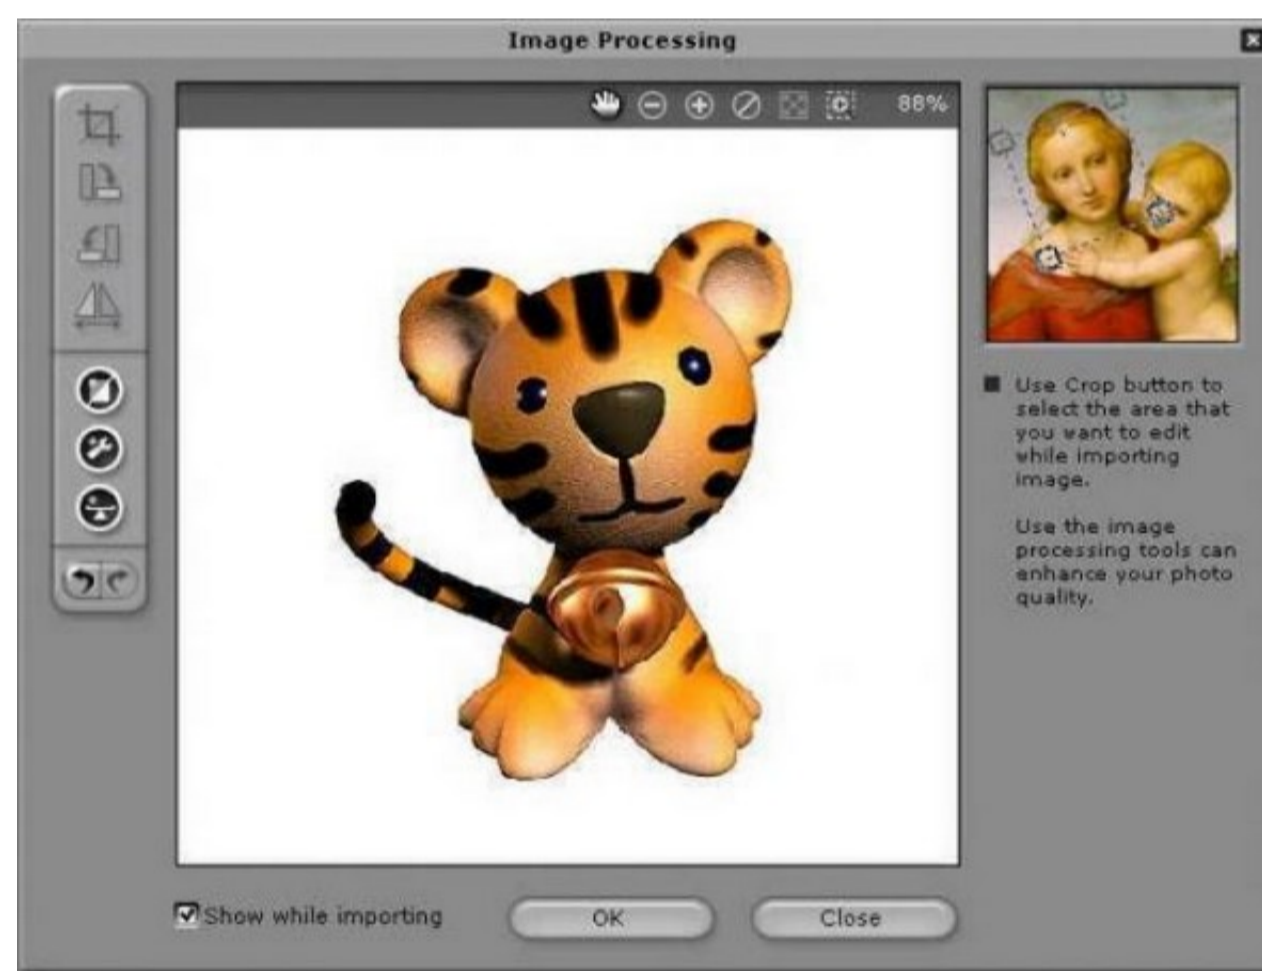 Image Processing
88%
Use Crop button to
select the area that
you want to edit
while importing
image.
Use the image
processing tools can
enhance your photo
quality.
Show while importing
OK
Close